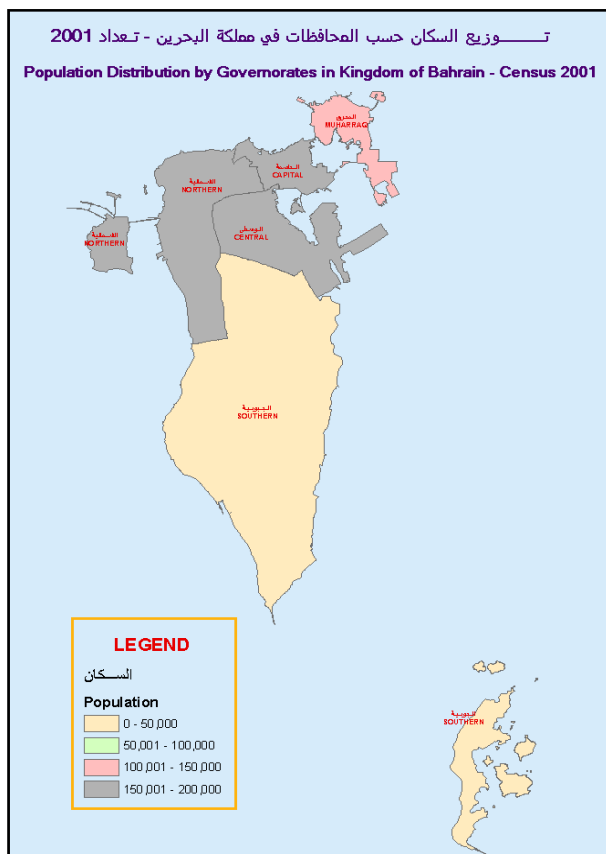 تـــــــوزيع السكان حسب المحافظات في مملكة البحرين - تـعداد 2001
Population Distribution by Governorates in Kingdom of Bahrain - Census 2001
المحرق
MUHARRAQ
العاصمة
CAPITAL
الشمالية
NORTHERN
الوسطى
CENTRAL
الشمالية
NORTHERN
الجنوبية
SOUTHERN
الجنوبية
SOUTHERN
LEGEND
الســكان
Population
0 - 50,000
50,001 - 100,000
100,001 - 150,000
150,001 - 200,000